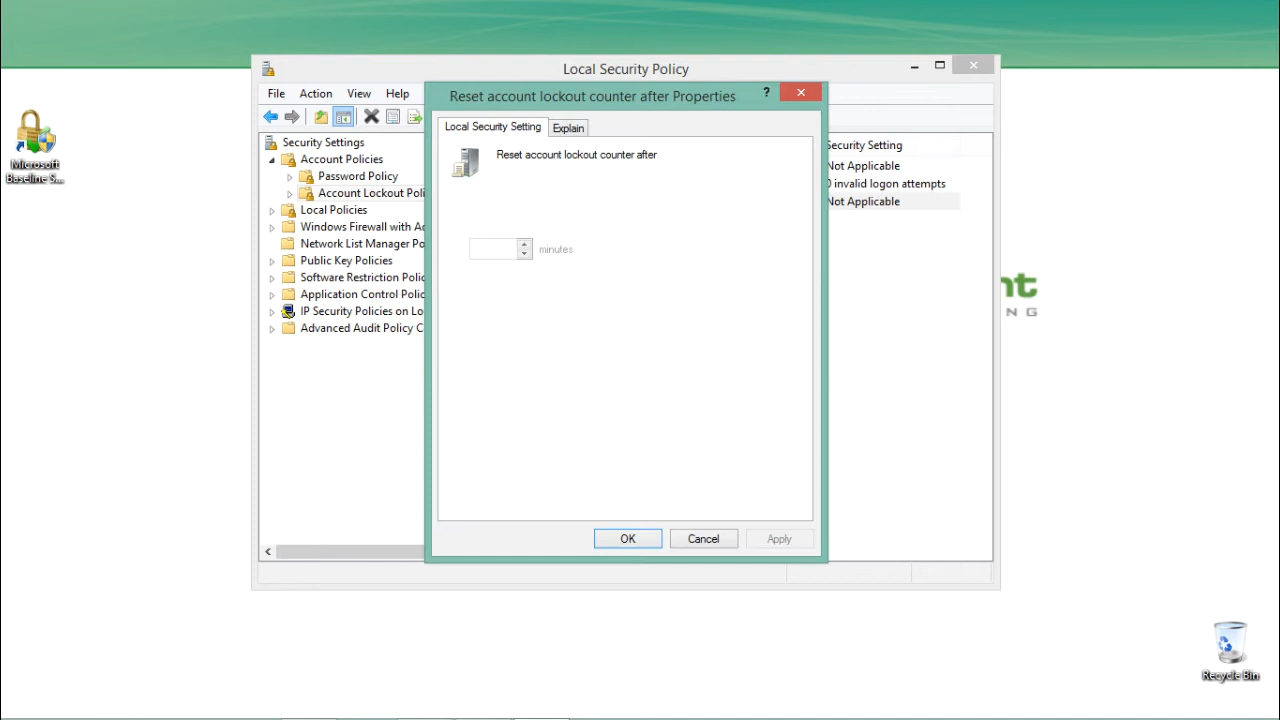 Local Security Policy
File Action View Help
Reset account lockout counter after Properties
?
Local Security Setting
Explain
Reset account lockout counter after
minutes
OK
Cancel
Apply
Security Settings
Account Policies
Password Policy
Account Lockout Poli
Local Policies
Windows Firewall with Ad
Network List Manager Po
Public Key Policies
Software Restriction Polic
Application Control Polic
IP Security Policies on Lo
Advanced Audit Policy C
Security Setting
Not Applicable
0 invalid logon attempts
Not Applicable
Microsoft
Baseline S...
nt
N G
Recycle Bin